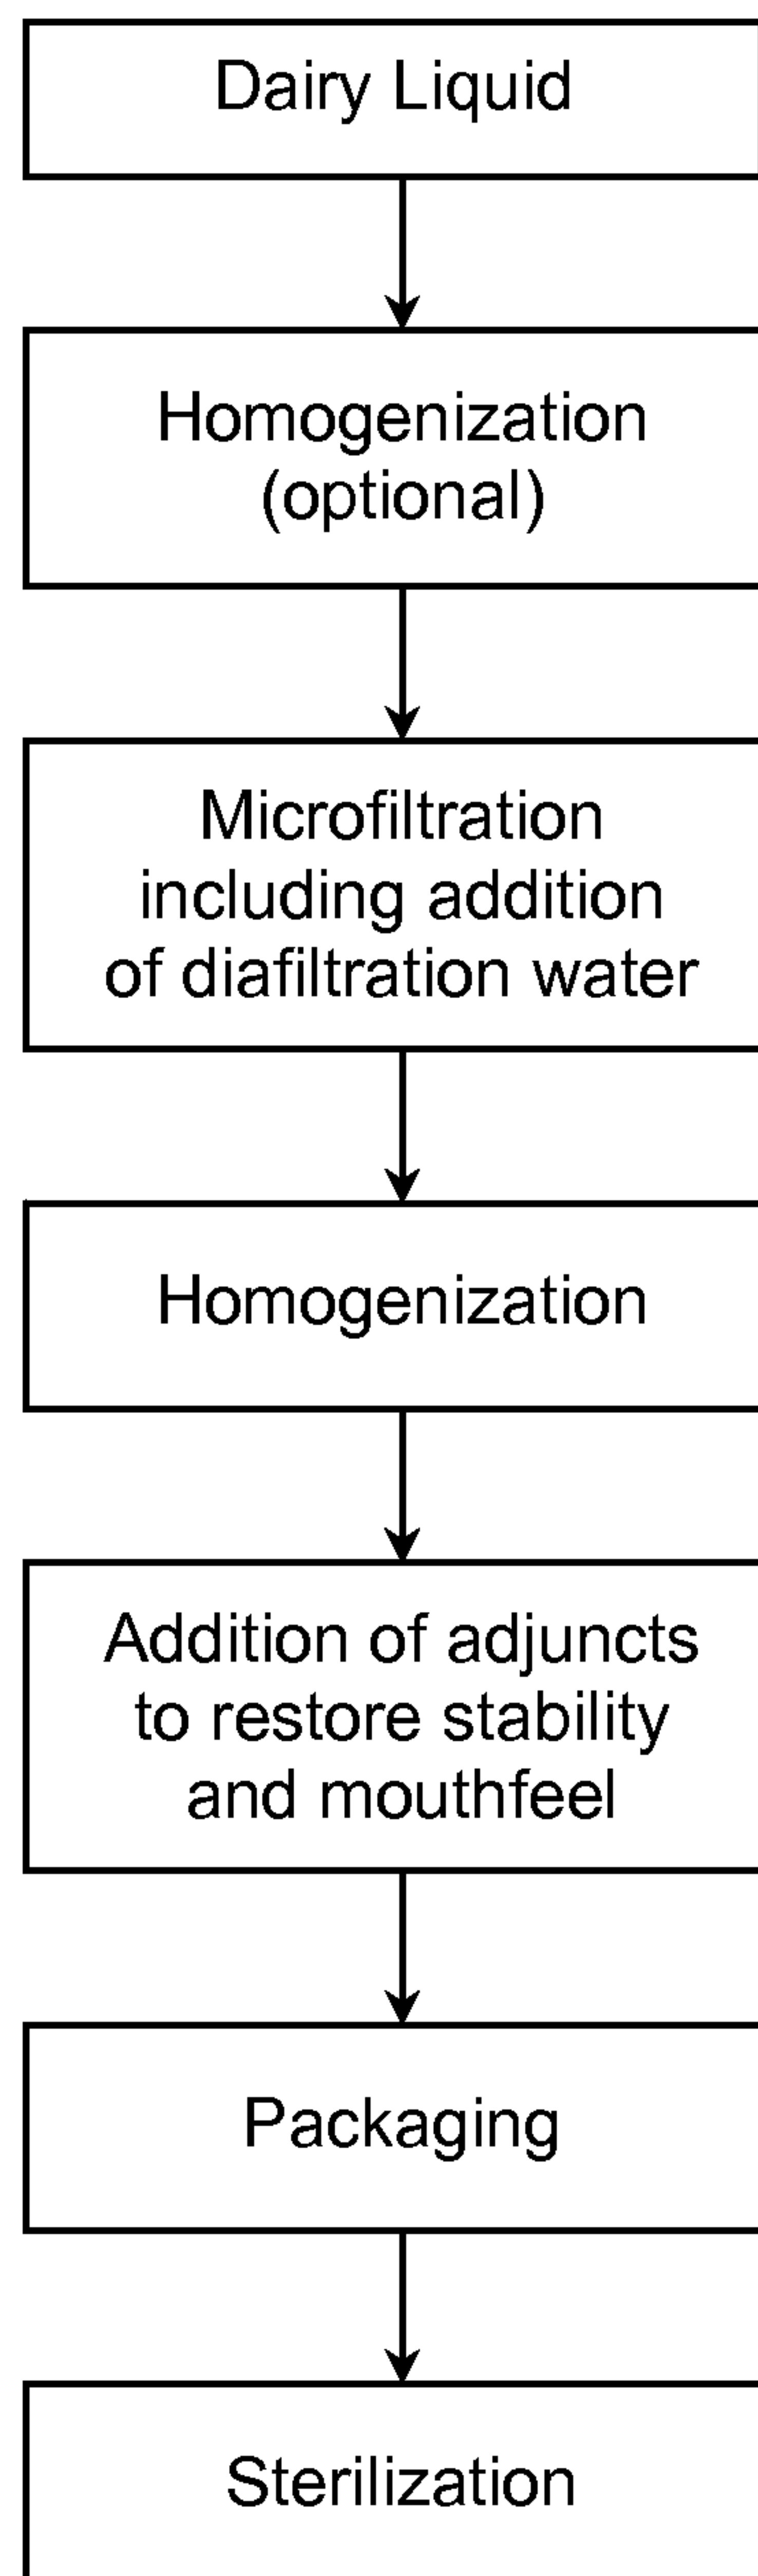 Dairy Liquid
Homogenization
(optional)
Microfiltration
including addition
of diafiltration water
Homogenization
Addition of adjuncts
to restore stability
and mouthfeel
Packaging
Sterilization